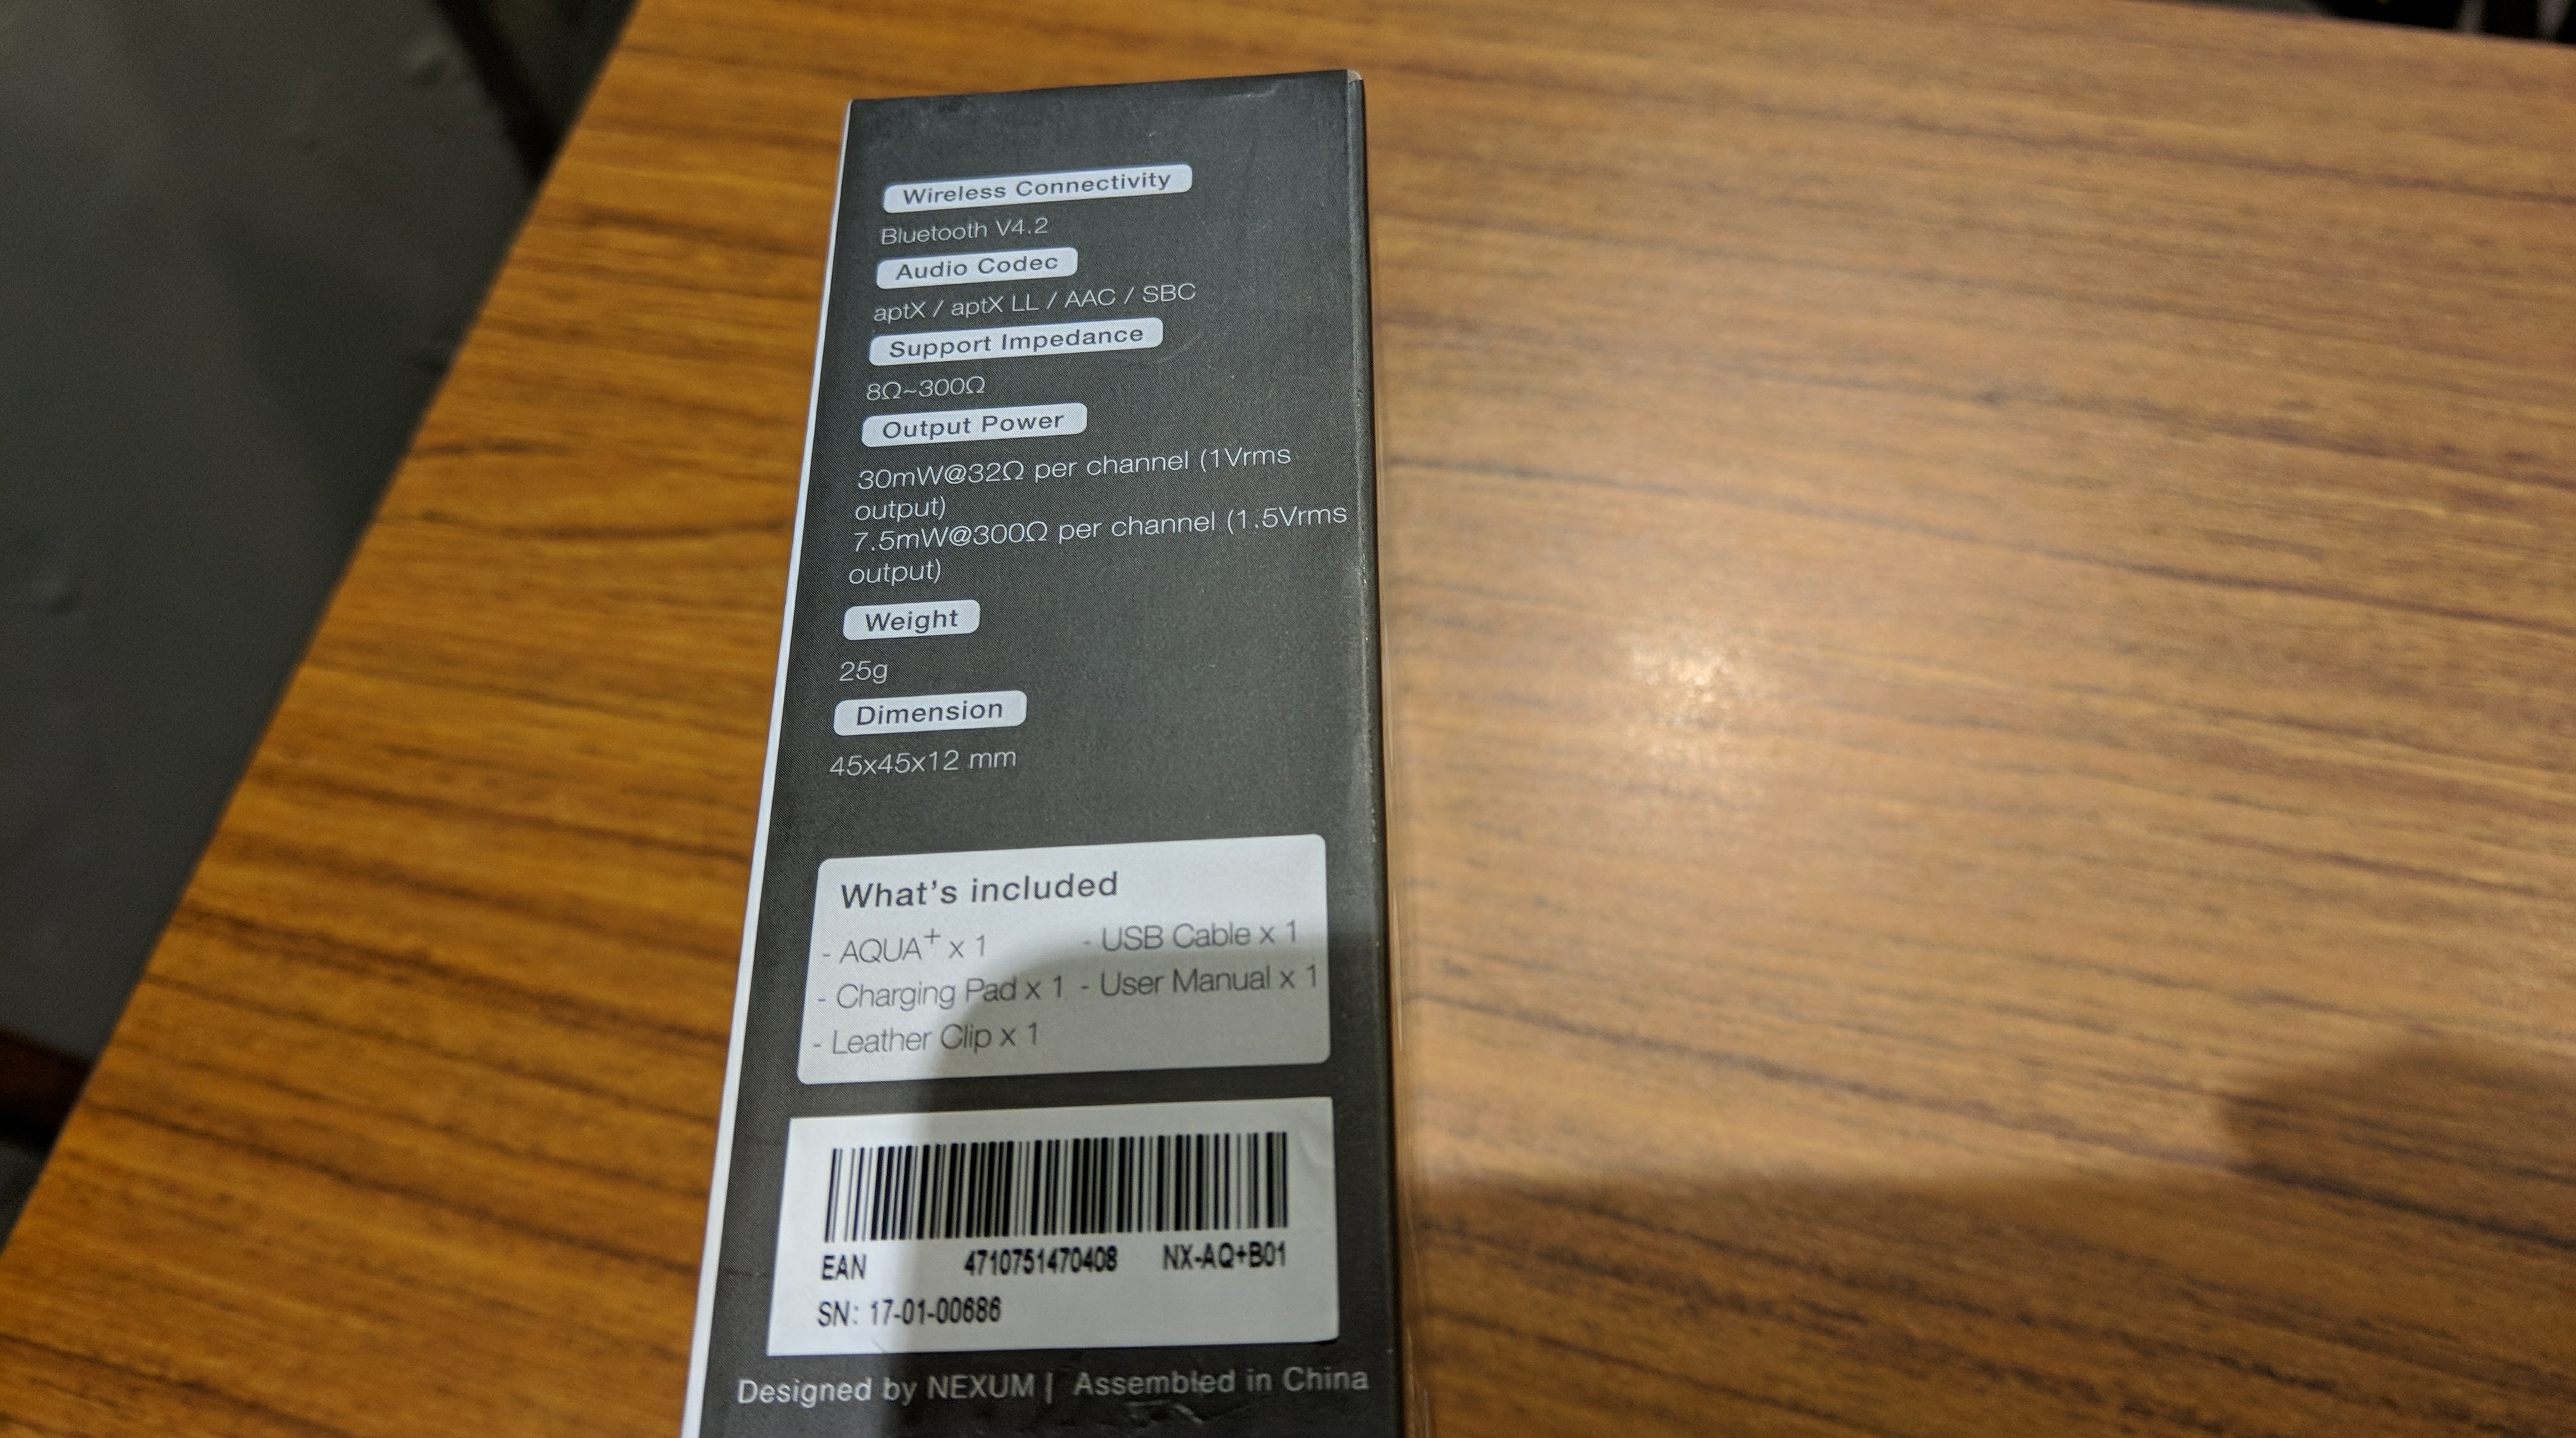 Wireless Connectivity
Bluetooth V4.2
Audio Codec
aptX / aptX LL / AAC / SBC
Support Impedance
8Ω~300Ω
Output Power
30mW@32Ω per channel (1Vrms
output)
7.5mW@300Ω per channel (1.5Vrms
output)
Weight
25g
Dimension
45x45x12 mm
What's included
- AQUA⁺ x 1 - USB Cable x 1
- Charging Pad x 1 - User Manual x 1
- Leather Clip x 1
EAN 4710751470408 NX-AQ+B01
SN: 17-01-00686
Designed by NEXUM | Assembled in China